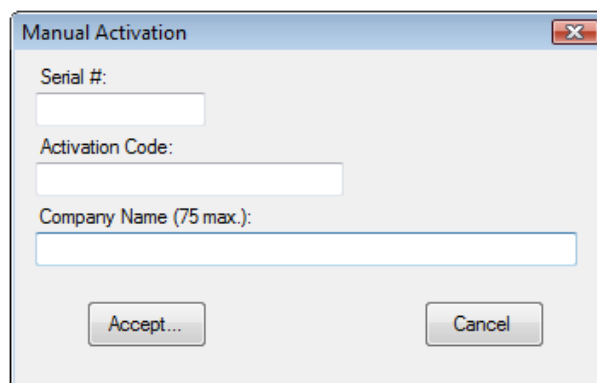 Manual Activation
Serial #:
Activation Code:
Company Name (75 max.):
Accept...
Cancel